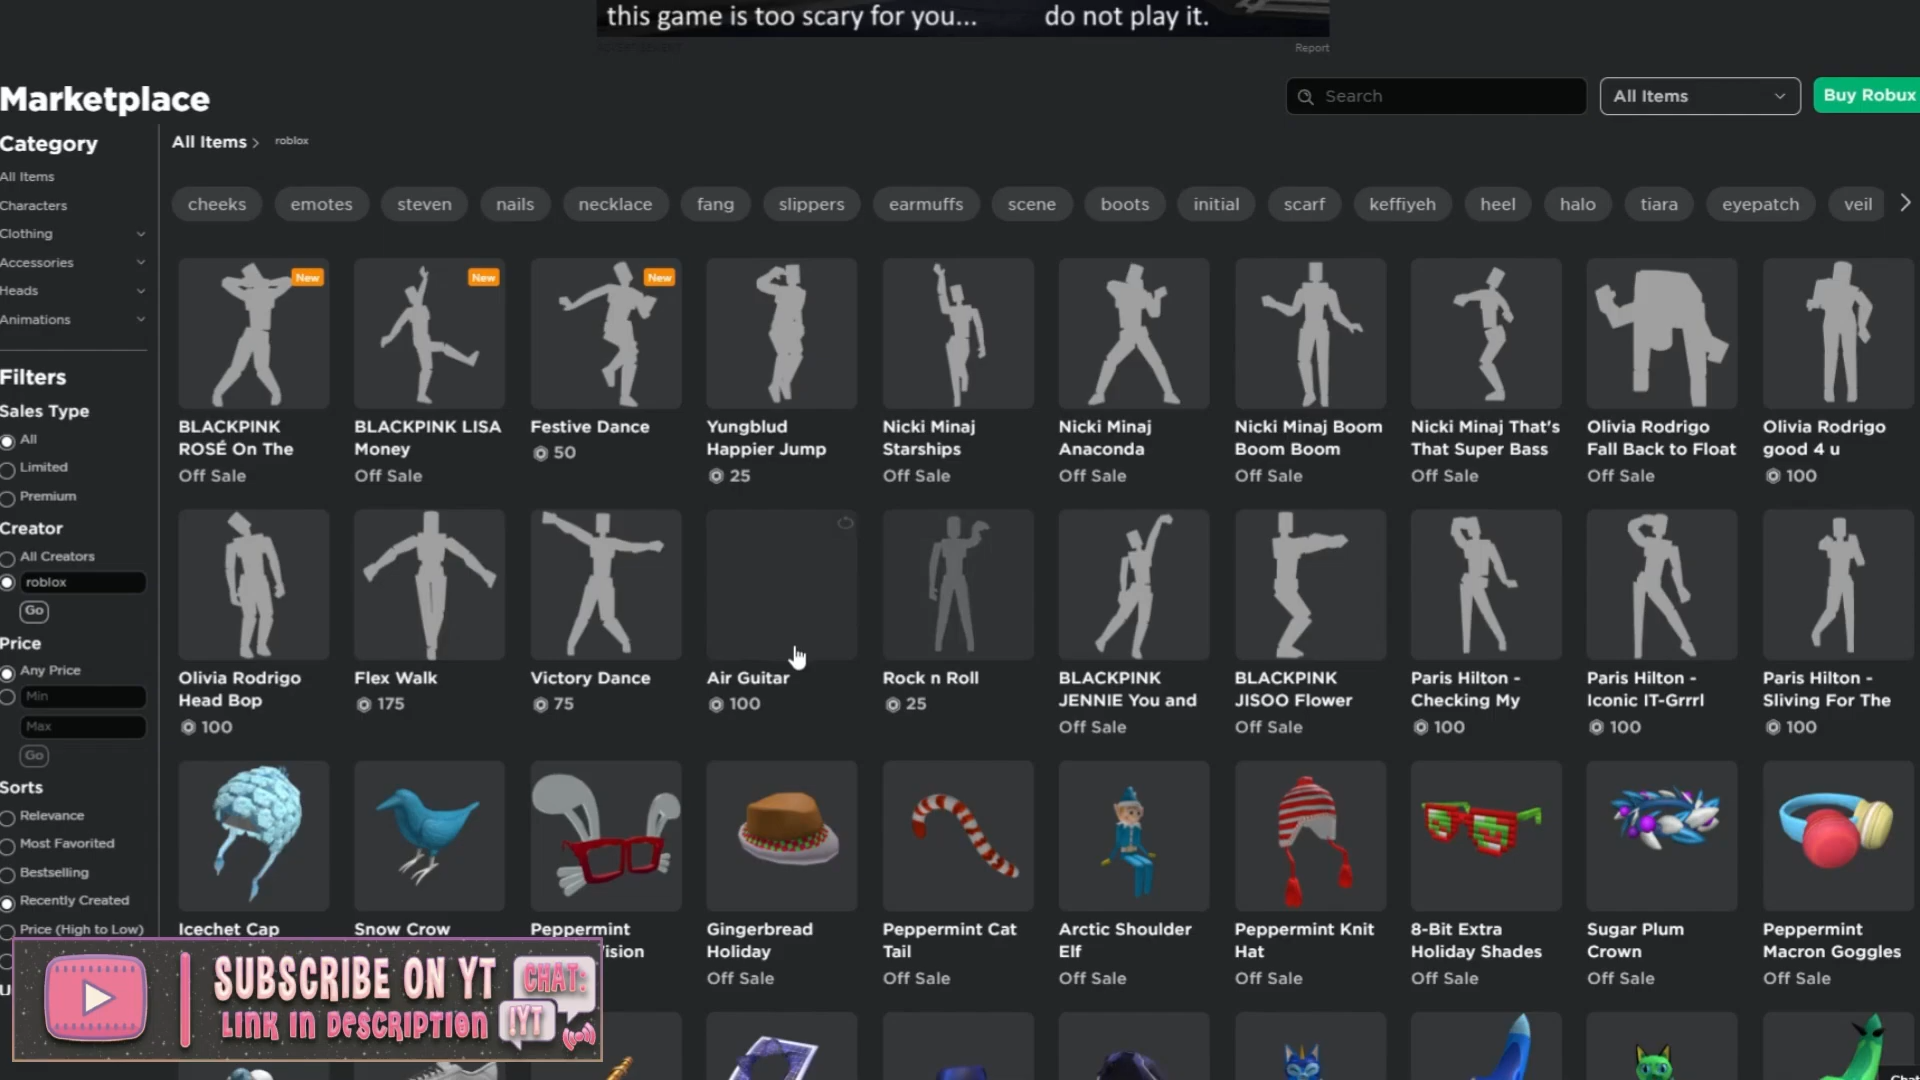 this game is too scary for you... do not play it.
ADVERTISEMENT
Report
Marketplace
Search
All Items
Buy Robux
Category
All Items
Characters
Clothing
Accessories
Heads
Animations
All Items > roblox
cheeks emotes steven nails necklace fang slippers earmuffs scene boots initial scarf keffiyeh heel halo tiara eyepatch veil
New
New
New
BLACKPINK ROSÉ On The
Off Sale
BLACKPINK LISA Money
Off Sale
Festive Dance
50
Yungblud Happier Jump
25
Nicki Minaj Starships
Off Sale
Nicki Minaj Anaconda
Off Sale
Nicki Minaj Boom Boom Boom
Off Sale
Nicki Minaj That's That Super Bass
Off Sale
Olivia Rodrigo Fall Back to Float
Off Sale
Olivia Rodrigo good 4 u
100
Filters
Sales Type
All
Limited
Premium
Creator
All Creators
roblox
Go
Price
Any Price
Min
Max
Go
Sorts
Relevance
Most Favorited
Bestselling
Recently Created
Price (High to Low)
Olivia Rodrigo Head Bop
100
Flex Walk
175
Victory Dance
75
Air Guitar
100
Rock n Roll
25
BLACKPINK JENNIE You and
Off Sale
BLACKPINK JISOO Flower
Off Sale
Paris Hilton - Checking My
100
Paris Hilton - Iconic IT-Grrrl
100
Paris Hilton - Sliving For The
100
Icechet Cap
Snow Crow
Peppermint
Gingerbread Holiday
Off Sale
Peppermint Cat Tail
Off Sale
Arctic Shoulder Elf
Off Sale
Peppermint Knit Hat
Off Sale
8-Bit Extra Holiday Shades
Off Sale
Sugar Plum Crown
Off Sale
Peppermint Macron Goggles
Off Sale
SUBSCRIBE ON YT
LINK IN DESCRIPTION
CHAT:
!YT
Chat